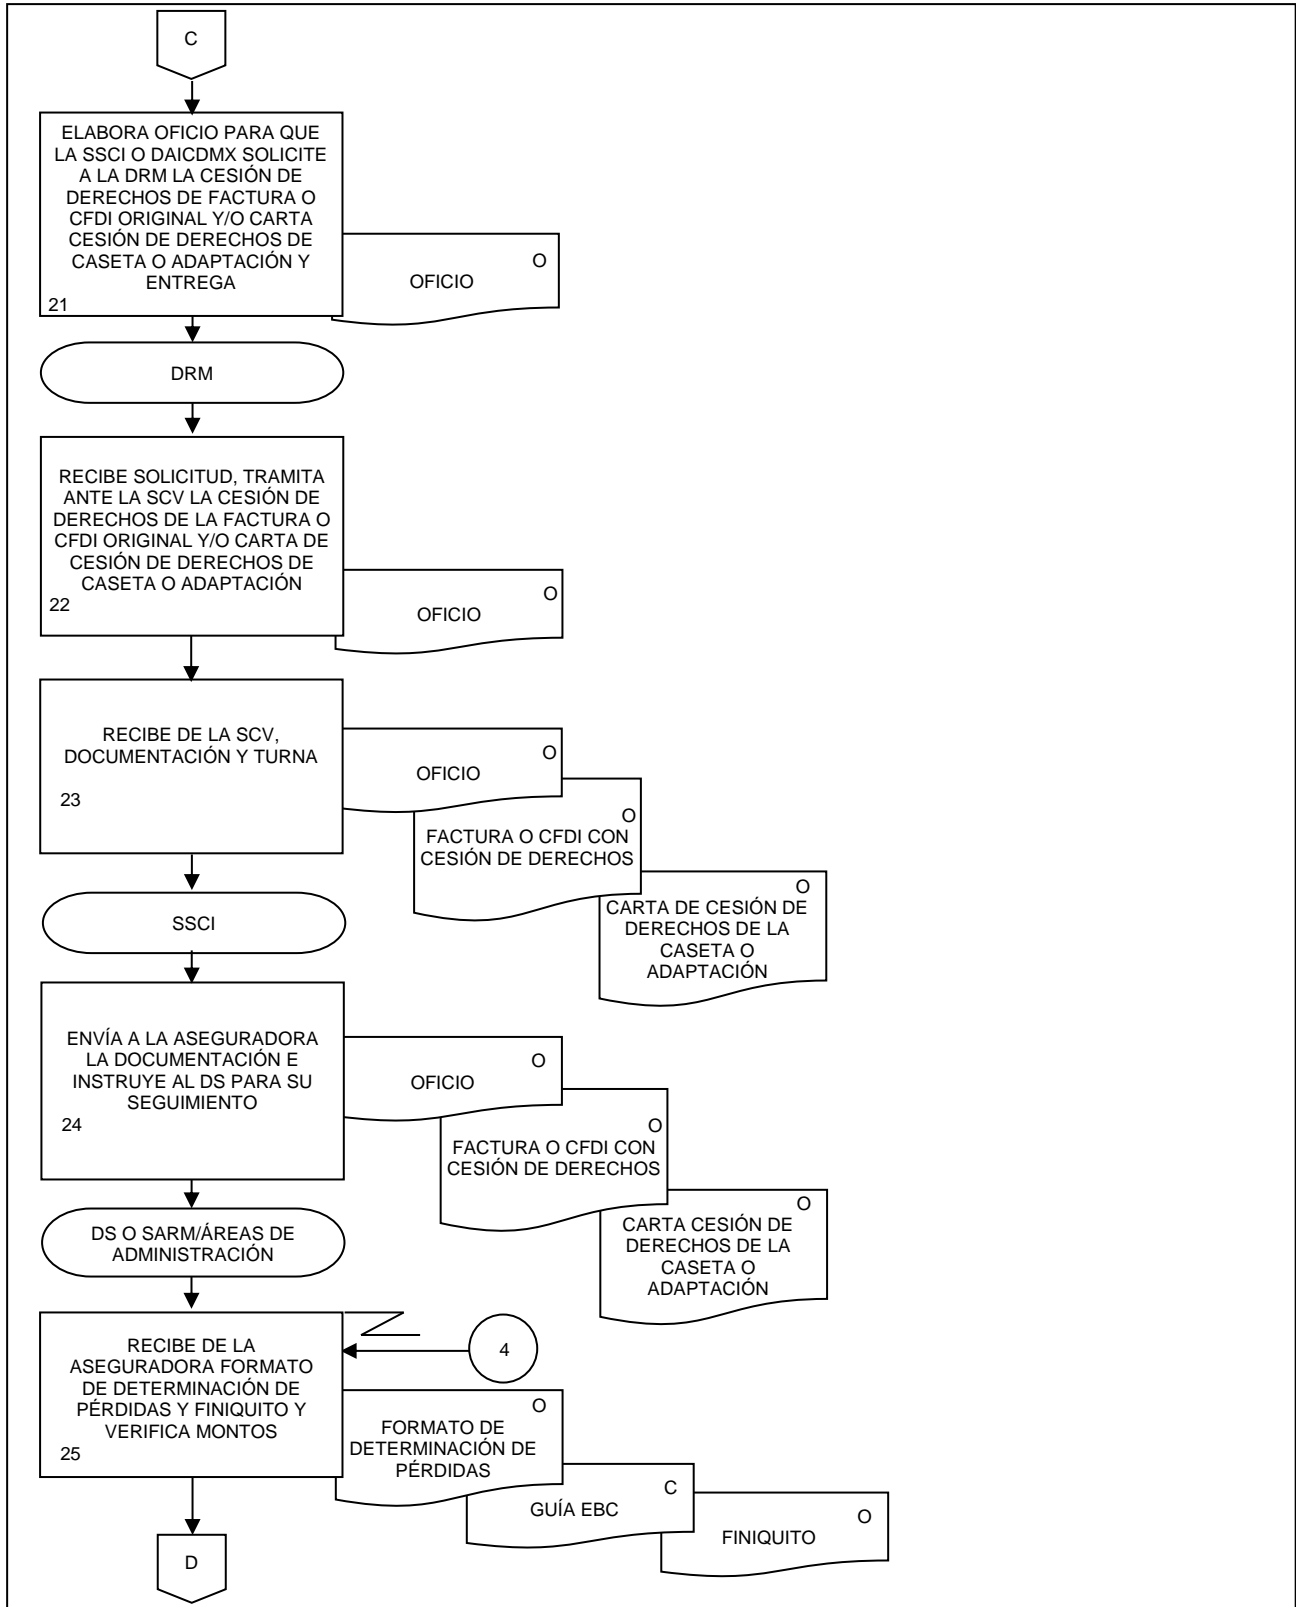 C
ELABORA OFICIO PARA QUE
LA SSCI O DAICDMX SOLICITE
A LA DRM LA CESIÓN DE
DERECHOS DE FACTURA O
CFDI ORIGINAL Y/O CARTA
CESIÓN DE DERECHOS DE
CASETA O ADAPTACIÓN Y
ENTREGA
21
O
OFICIO
DRM
RECIBE SOLICITUD, TRAMITA
ANTE LA SCV LA CESIÓN DE
DERECHOS DE LA FACTURA O
CFDI ORIGINAL Y/O CARTA DE
CESIÓN DE DERECHOS DE
CASETA O ADAPTACIÓN
22
O
OFICIO
RECIBE DE LA SCV,
DOCUMENTACIÓN Y TURNA
23
O
OFICIO
O
FACTURA O CFDI CON
CESIÓN DE DERECHOS
O
CARTA DE CESIÓN DE
DERECHOS DE LA
CASETA O
ADAPTACIÓN
SSCI
ENVÍA A LA ASEGURADORA
LA DOCUMENTACIÓN E
INSTRUYE AL DS PARA SU
SEGUIMIENTO
24
O
OFICIO
O
FACTURA O CFDI CON
CESIÓN DE DERECHOS
O
CARTA CESIÓN DE
DERECHOS DE LA
CASETA O
ADAPTACIÓN
DS O SARM/ÁREAS DE
ADMINISTRACIÓN
RECIBE DE LA
ASEGURADORA FORMATO
DE DETERMINACIÓN DE
PÉRDIDAS Y FINIQUITO Y
VERIFICA MONTOS
25
4
O
FORMATO DE
DETERMINACIÓN DE
PÉRDIDAS
C
GUÍA EBC
O
FINIQUITO
D